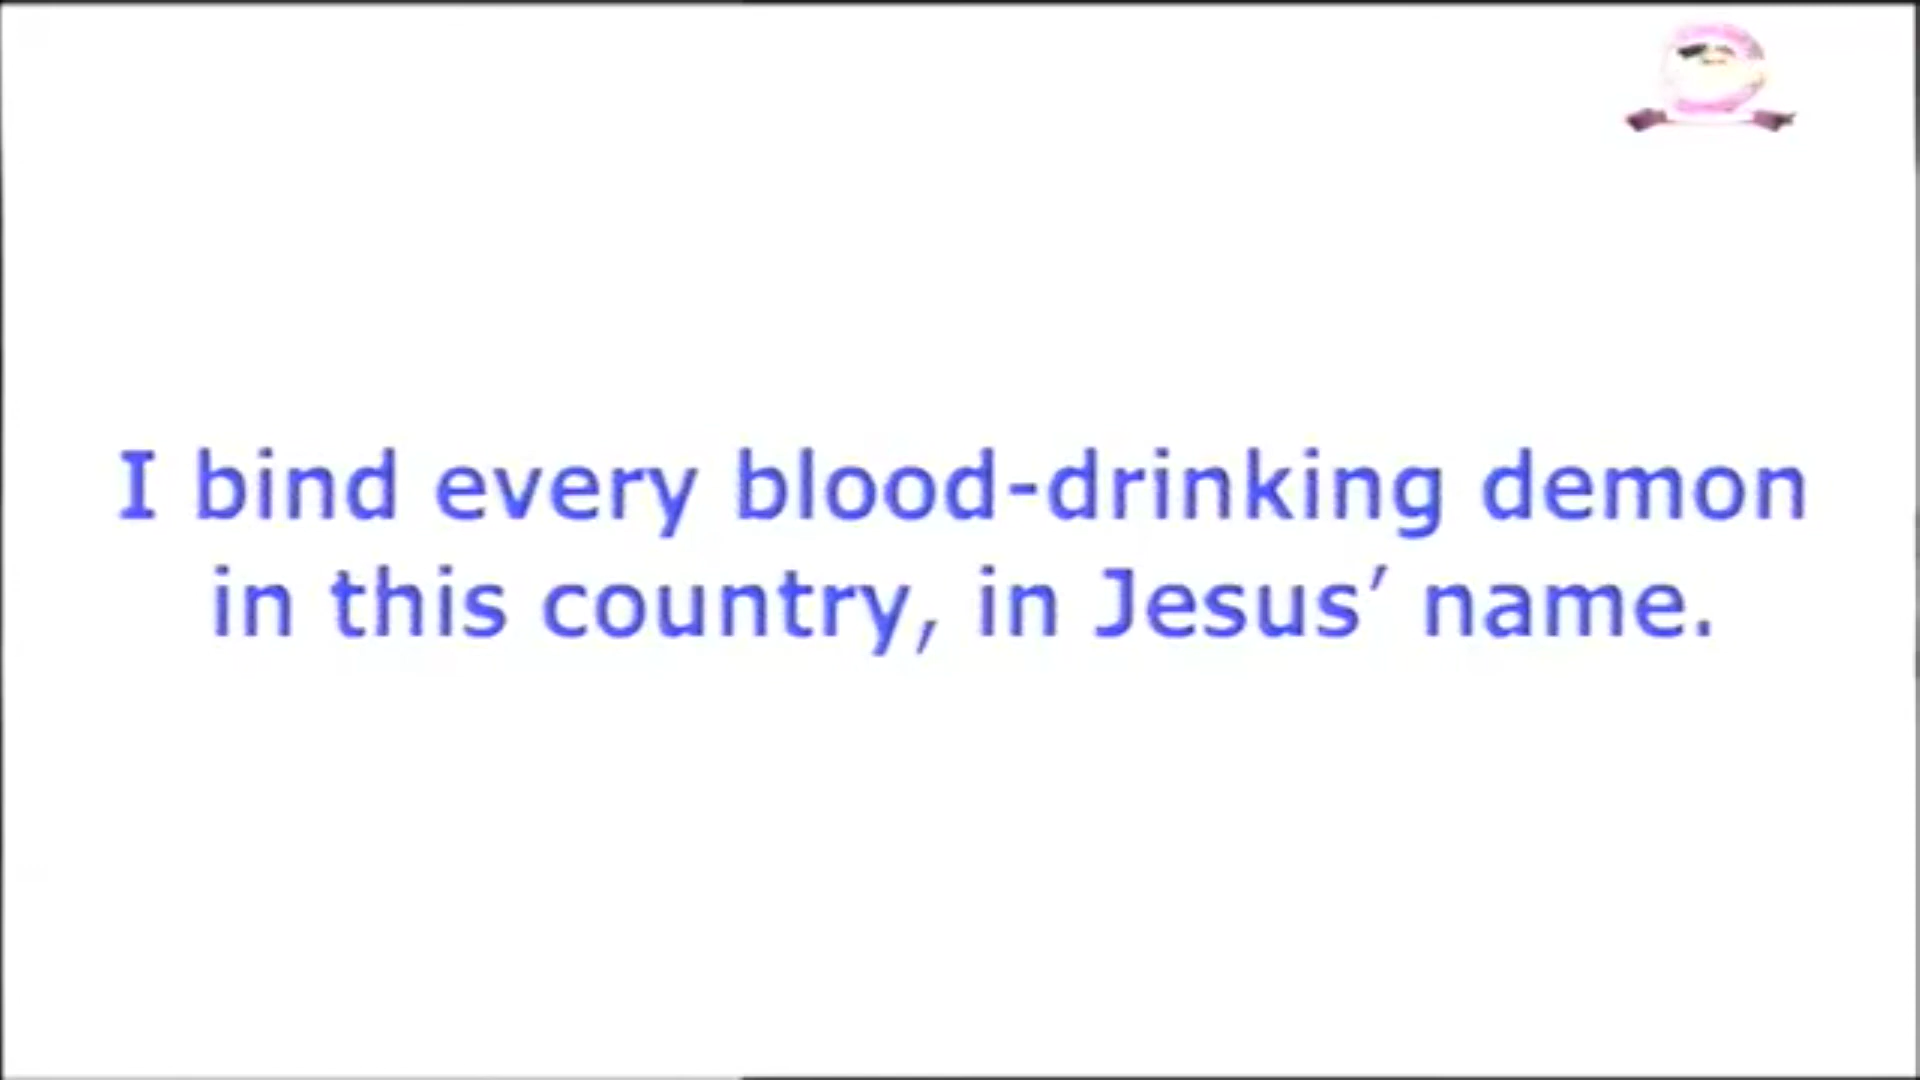 I bind every blood-drinking demon
in this country, in Jesus’ name.